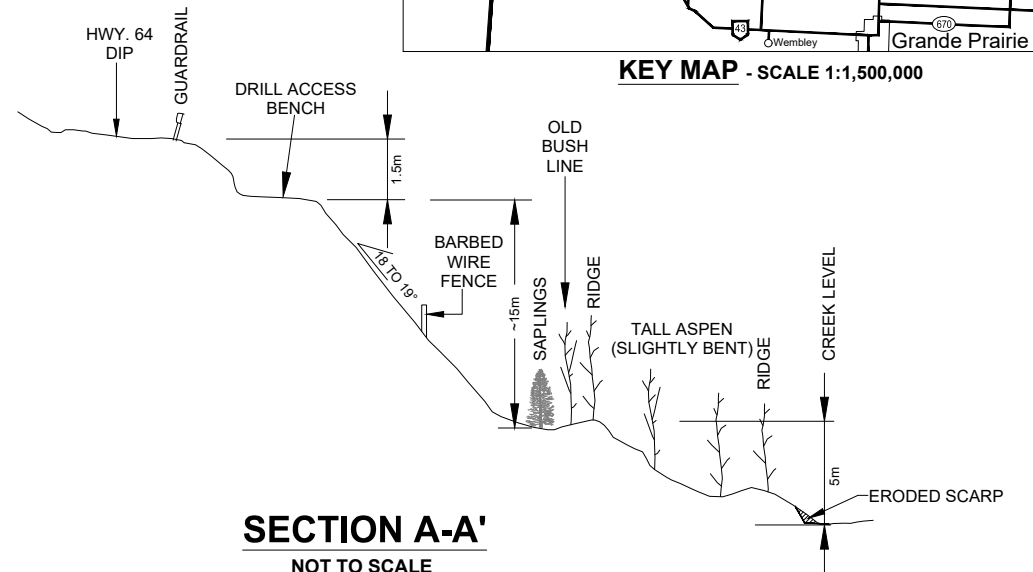 43
Wembley
670
Grande Prairie
KEY MAP - SCALE 1:1,500,000
HWY. 64
DIP
GUARDRAIL
DRILL ACCESS
BENCH
1.5m
OLD
BUSH
LINE
18 TO 19°
BARBED
WIRE
FENCE
~15m
SAPLINGS
RIDGE
TALL ASPEN
(SLIGHTLY BENT)
RIDGE
CREEK LEVEL
5m
ERODED SCARP
SECTION A-A'
NOT TO SCALE